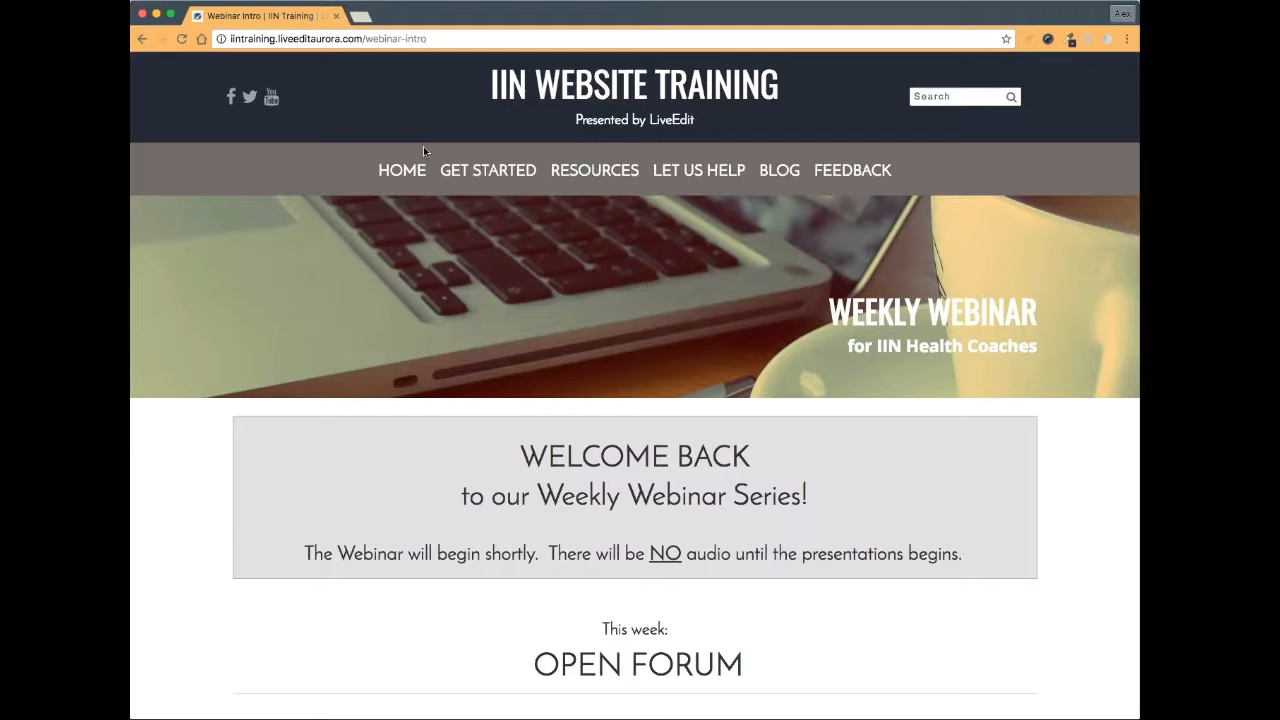 Webinar Intro | IIN Training |
Alex
iintraining.liveeditaurora.com/webinar-intro
IIN WEBSITE TRAINING
Presented by LiveEdit
You
Tube
Search
HOME GET STARTED RESOURCES LET US HELP BLOG FEEDBACK
WEEKLY WEBINAR
for IIN Health Coaches
WELCOME BACK
to our Weekly Webinar Series!
The Webinar will begin shortly. There will be NO audio until the presentations begins.
This week:
OPEN FORUM